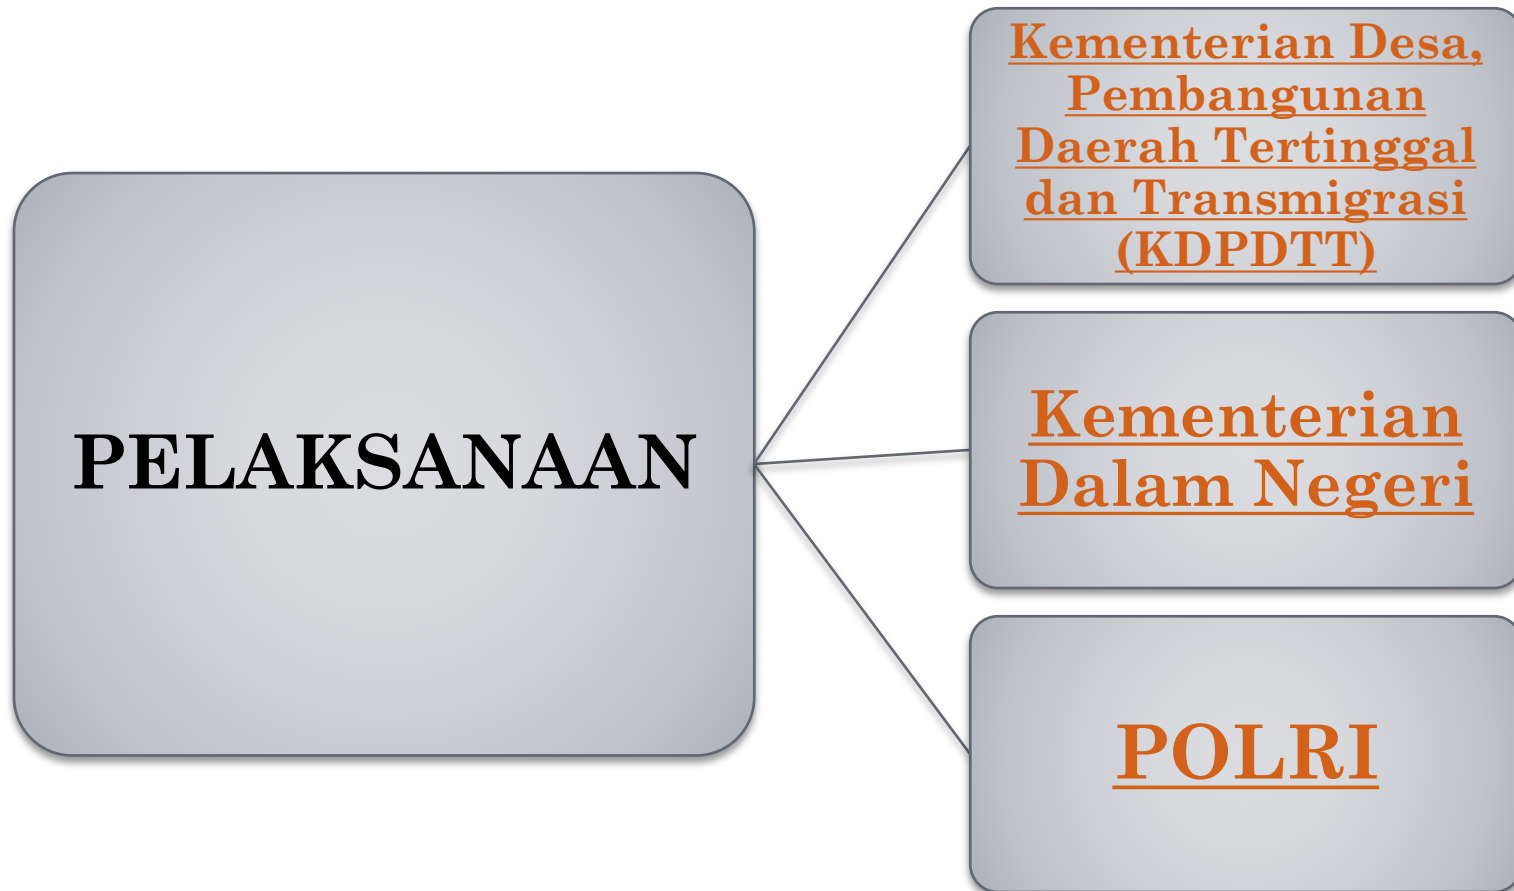 PELAKSANAAN
Kementerian Desa,
Pembangunan
Daerah Tertinggal
dan Transmigrasi
(KDPDTT)
Kementerian
Dalam Negeri
POLRI